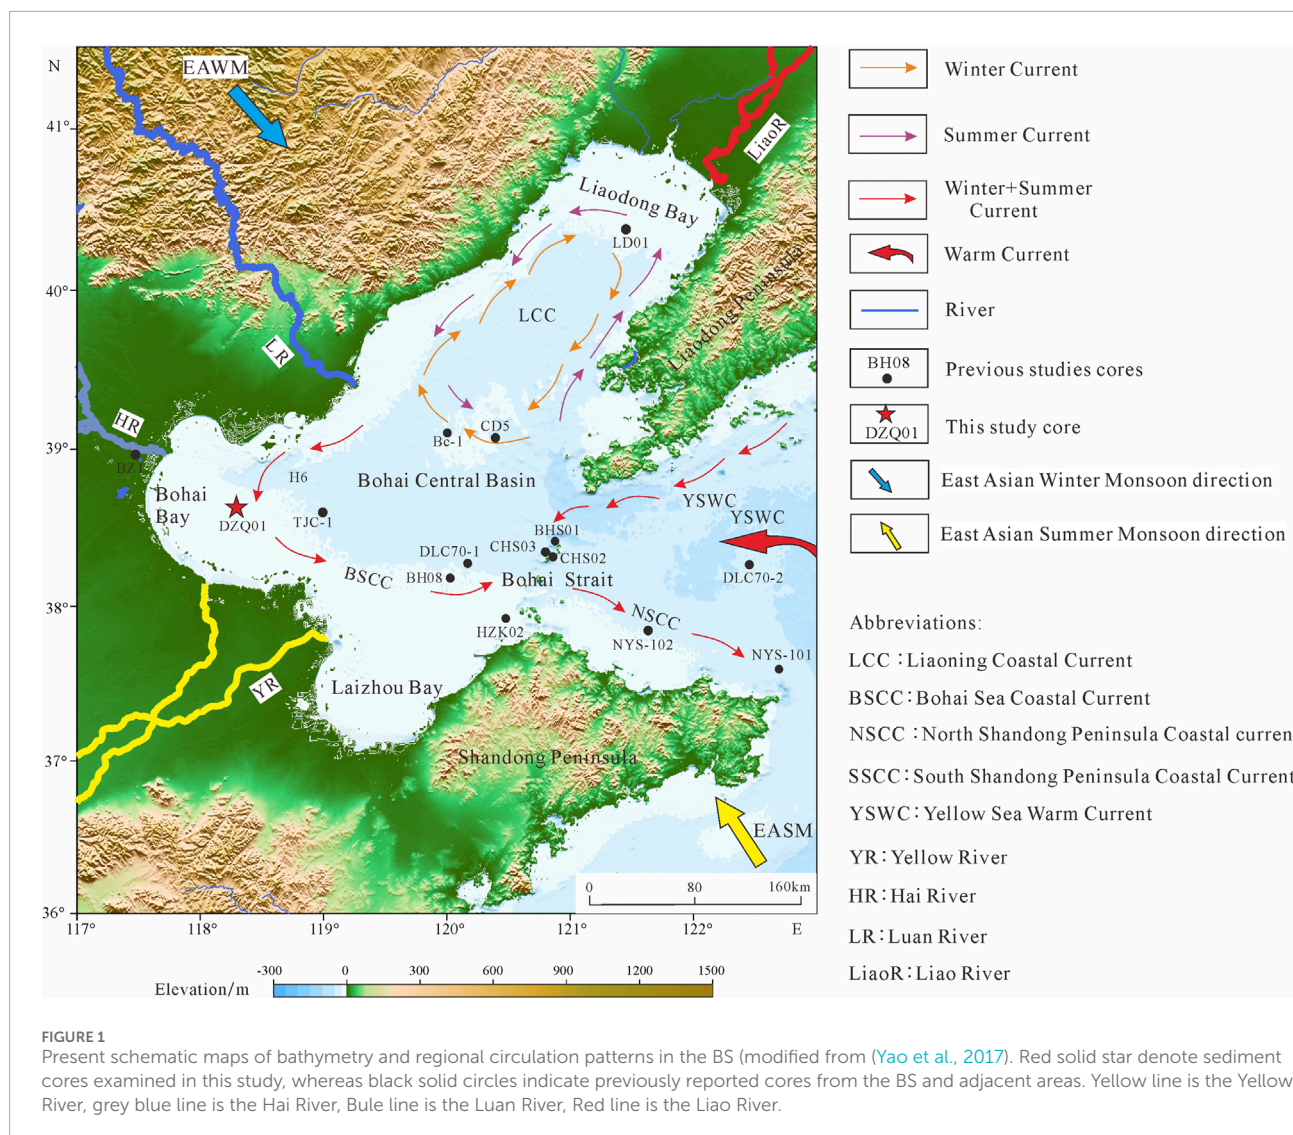 N
EAWM
41°
LiaoR
Liaodong Bay
LD01
40°
LCC
Liaodong Peninsula
LR
HR
39°
Bc-1
CD5
BZ1
H6
Bohai Central Basin
Bohai
Bay
DZQ01
TJC-1
YSWC
YSWC
BHS01
CHS03
CHS02
DLC70-1
BH08
BSCC
Bohai Strait
DLC70-2
38°
HZK02
NSCC
NYS-102
NYS-101
YR
Laizhou Bay
37°
Shandong Peninsula
EASM
0 80 160km
36°
117° 118° 119° 120° 121° 122° E
-300 0 300 600 900 1200 1500
Elevation/m
Winter Current
Summer Current
Winter+Summer
Current
Warm Current
River
BH08
Previous studies cores
DZQ01
This study core
East Asian Winter Monsoon direction
East Asian Summer Monsoon direction
Abbreviations:
LCC：Liaoning Coastal Current
BSCC：Bohai Sea Coastal Current
NSCC：North Shandong Peninsula Coastal curren
SSCC：South Shandong Peninsula Coastal Current
YSWC：Yellow Sea Warm Current
YR：Yellow River
HR：Hai River
LR：Luan River
LiaoR：Liao River
FIGURE 1
Present schematic maps of bathymetry and regional circulation patterns in the BS (modified from (Yao et al., 2017). Red solid star denote sediment
cores examined in this study, whereas black solid circles indicate previously reported cores from the BS and adjacent areas. Yellow line is the Yellow
River, grey blue line is the Hai River, Bule line is the Luan River, Red line is the Liao River.